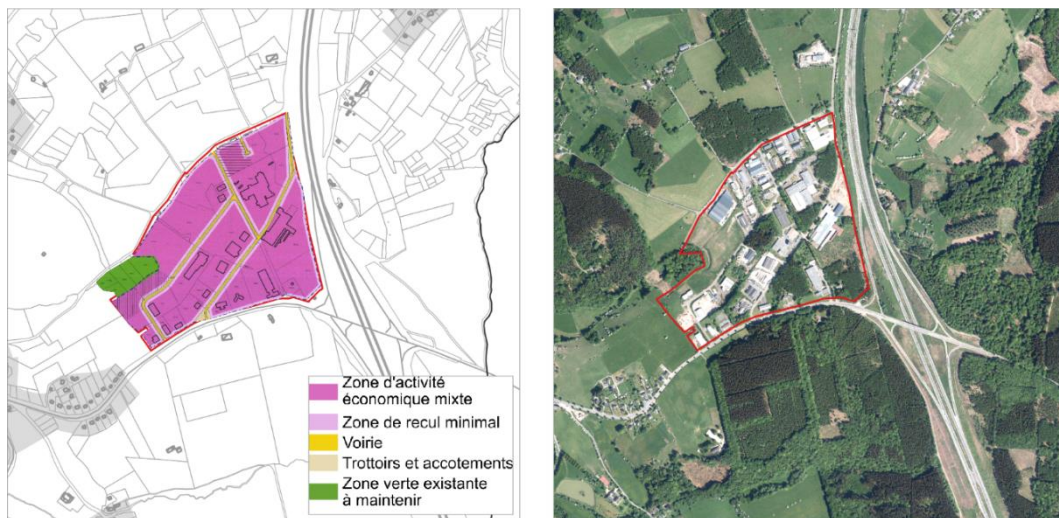 Zone d'activité
économique mixte
Zone de recul minimal
Voirie
Trottoirs et accotements
Zone verte existante
à maintenir